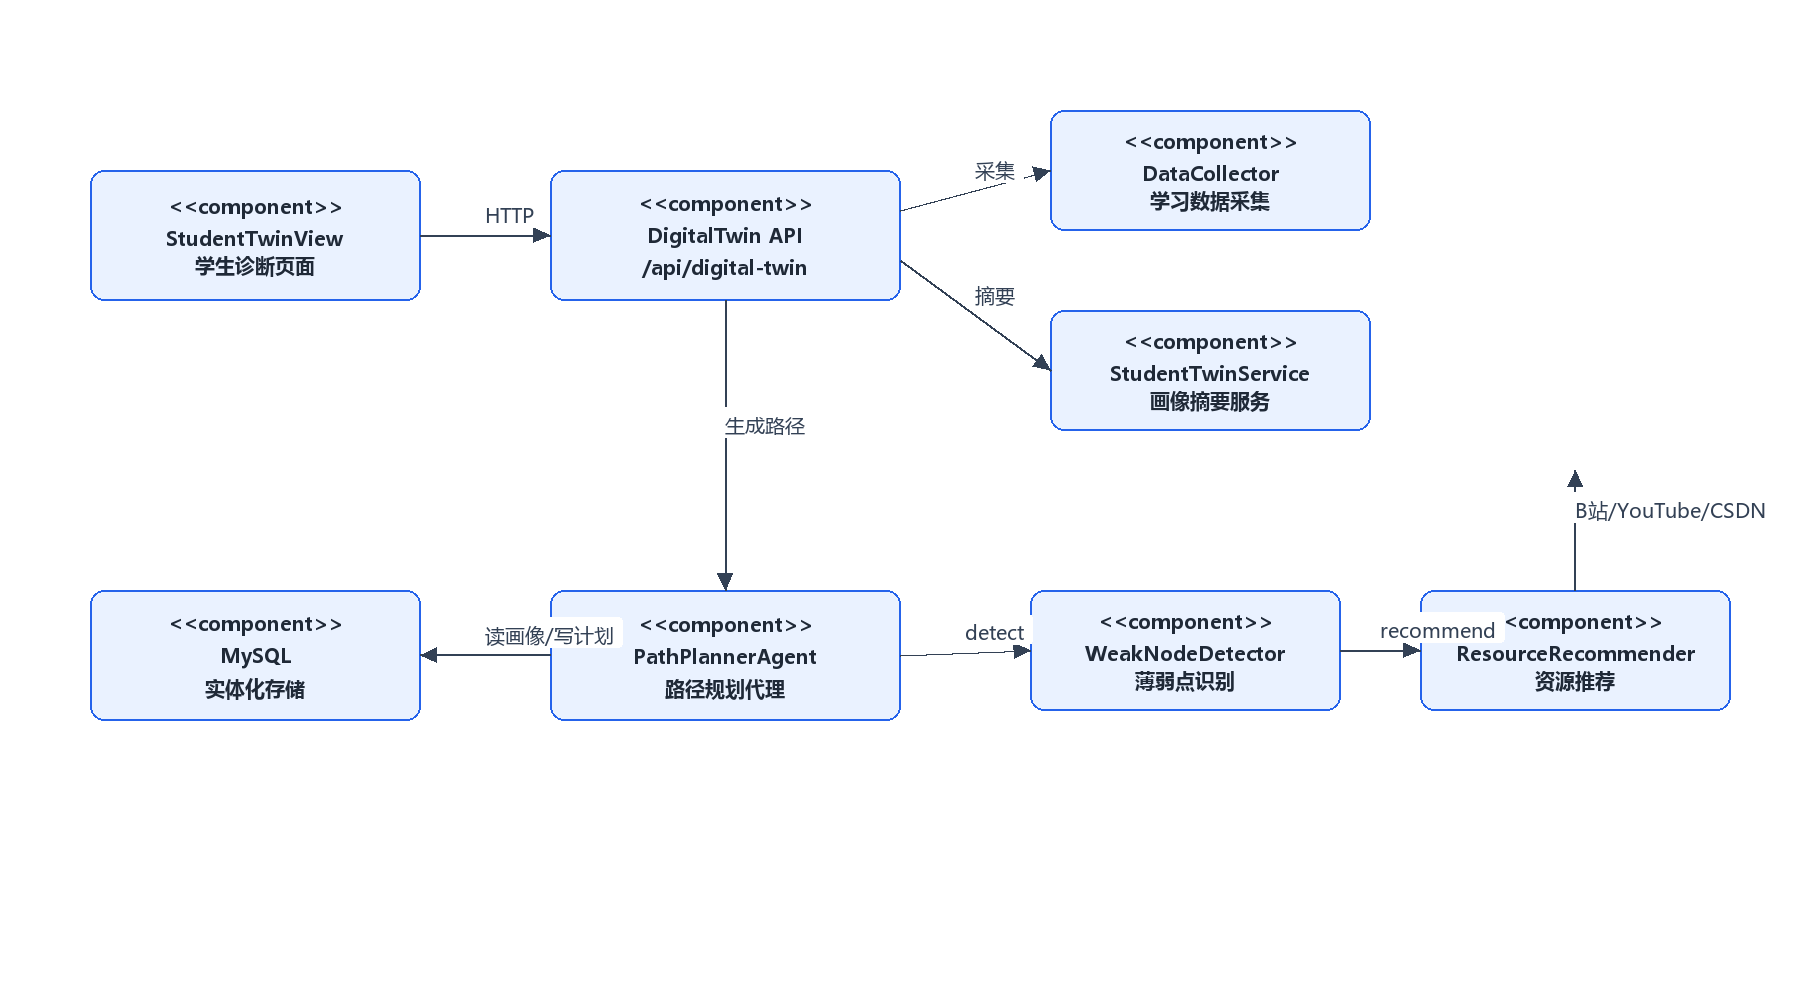 <<component>>
StudentTwinView
学生诊断页面
HTTP
<<component>>
DigitalTwin API
/api/digital-twin
采集
<<component>>
DataCollector
学习数据采集
摘要
<<component>>
StudentTwinService
画像摘要服务
生成路径
B站/YouTube/CSDN
<<component>>
MySQL
实体化存储
读画像/写计划
<<component>>
PathPlannerAgent
路径规划代理
detect
<<component>>
WeakNodeDetector
薄弱点识别
recommend
<component>>
ResourceRecommender
资源推荐